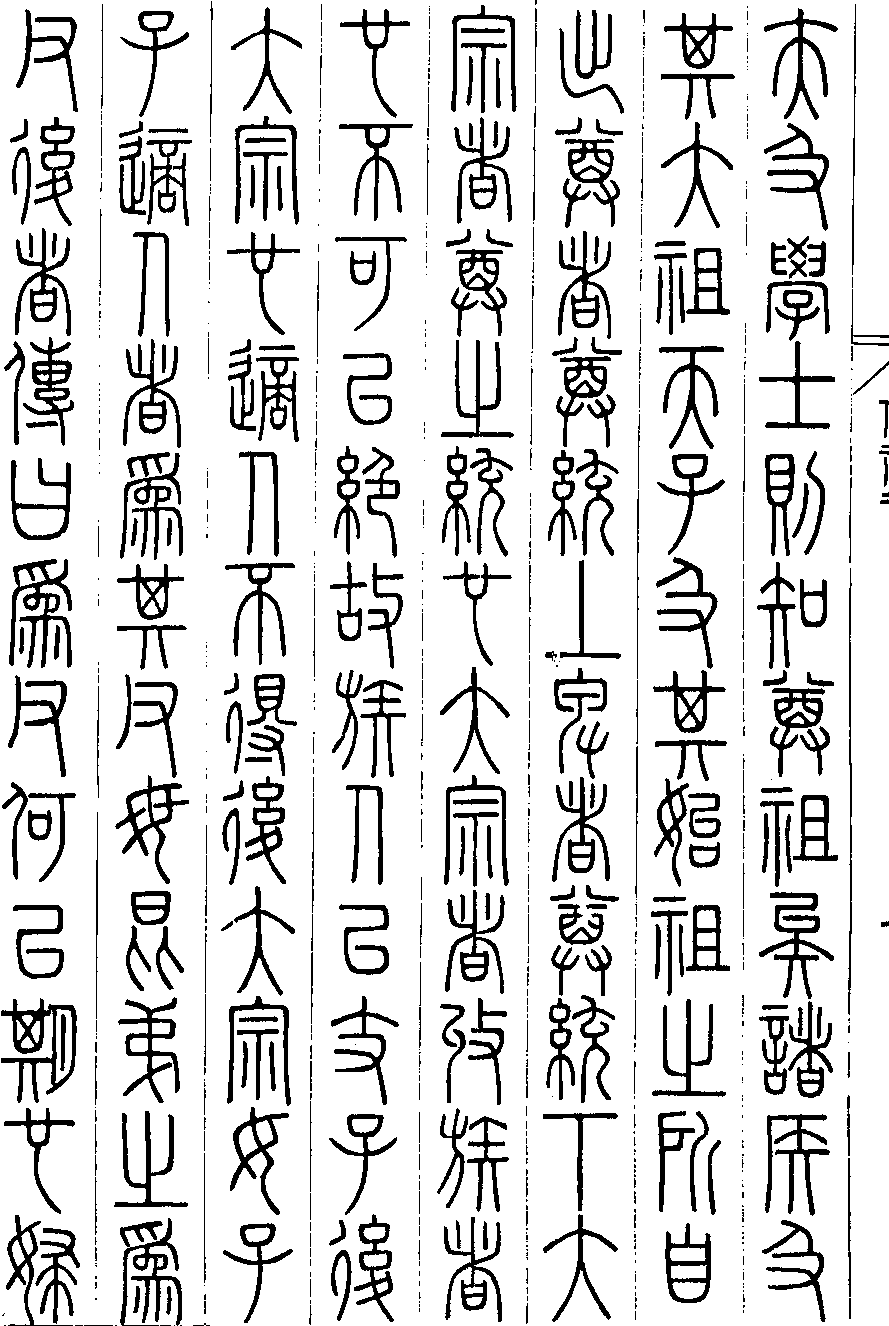 夫及學士則知尊祖矣諸侯及
其大祖天子及其始祖之所自
出尊者尊統上卑者尊統下大
宗者尊之統也大宗者收族者
也不可以絕故族人以支子後
大宗也適人不得後大宗女子
子適人者為其父母昆弟之為
父後者傳曰為父何以期也婦